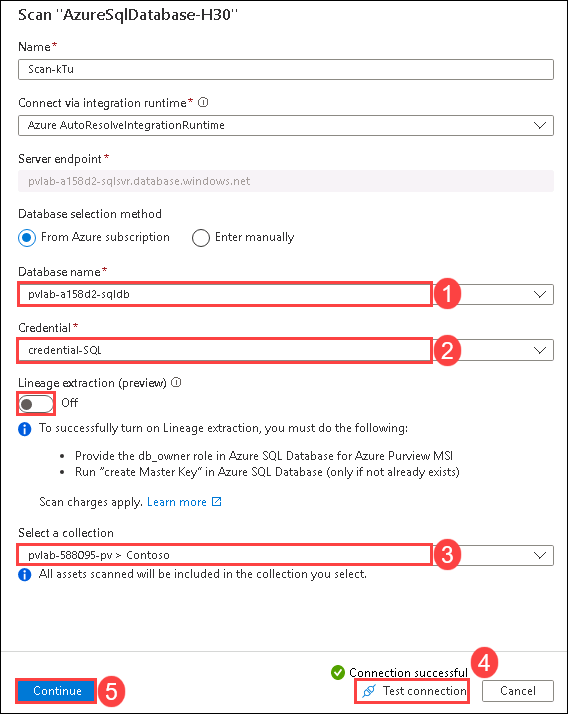 Scan "AzureSqlDatabase-H30"
Name*
Scan-kTu
Connect via integration runtime*
Azure AutoResolveIntegrationRuntime
Server endpoint*
pvlab-a158d2-sqlsvr.database.windows.net
Database selection method
From Azure subscription Enter manually
Database name*
pvlab-a158d2-sqldb 1
Credential*
credential-SQL 2
Lineage extraction (preview)
Off
To successfully turn on Lineage extraction, you must do the following:
• Provide the db_owner role in Azure SQL Database for Azure Purview MSI
• Run "create Master Key" in Azure SQL Database (only if not already exists)
Scan charges apply. Learn more
Select a collection
pvlab-588095-pv > Contoso 3
All assets scanned will be included in the collection you select.
Connection successful 4
Continue 5 Test connection Cancel